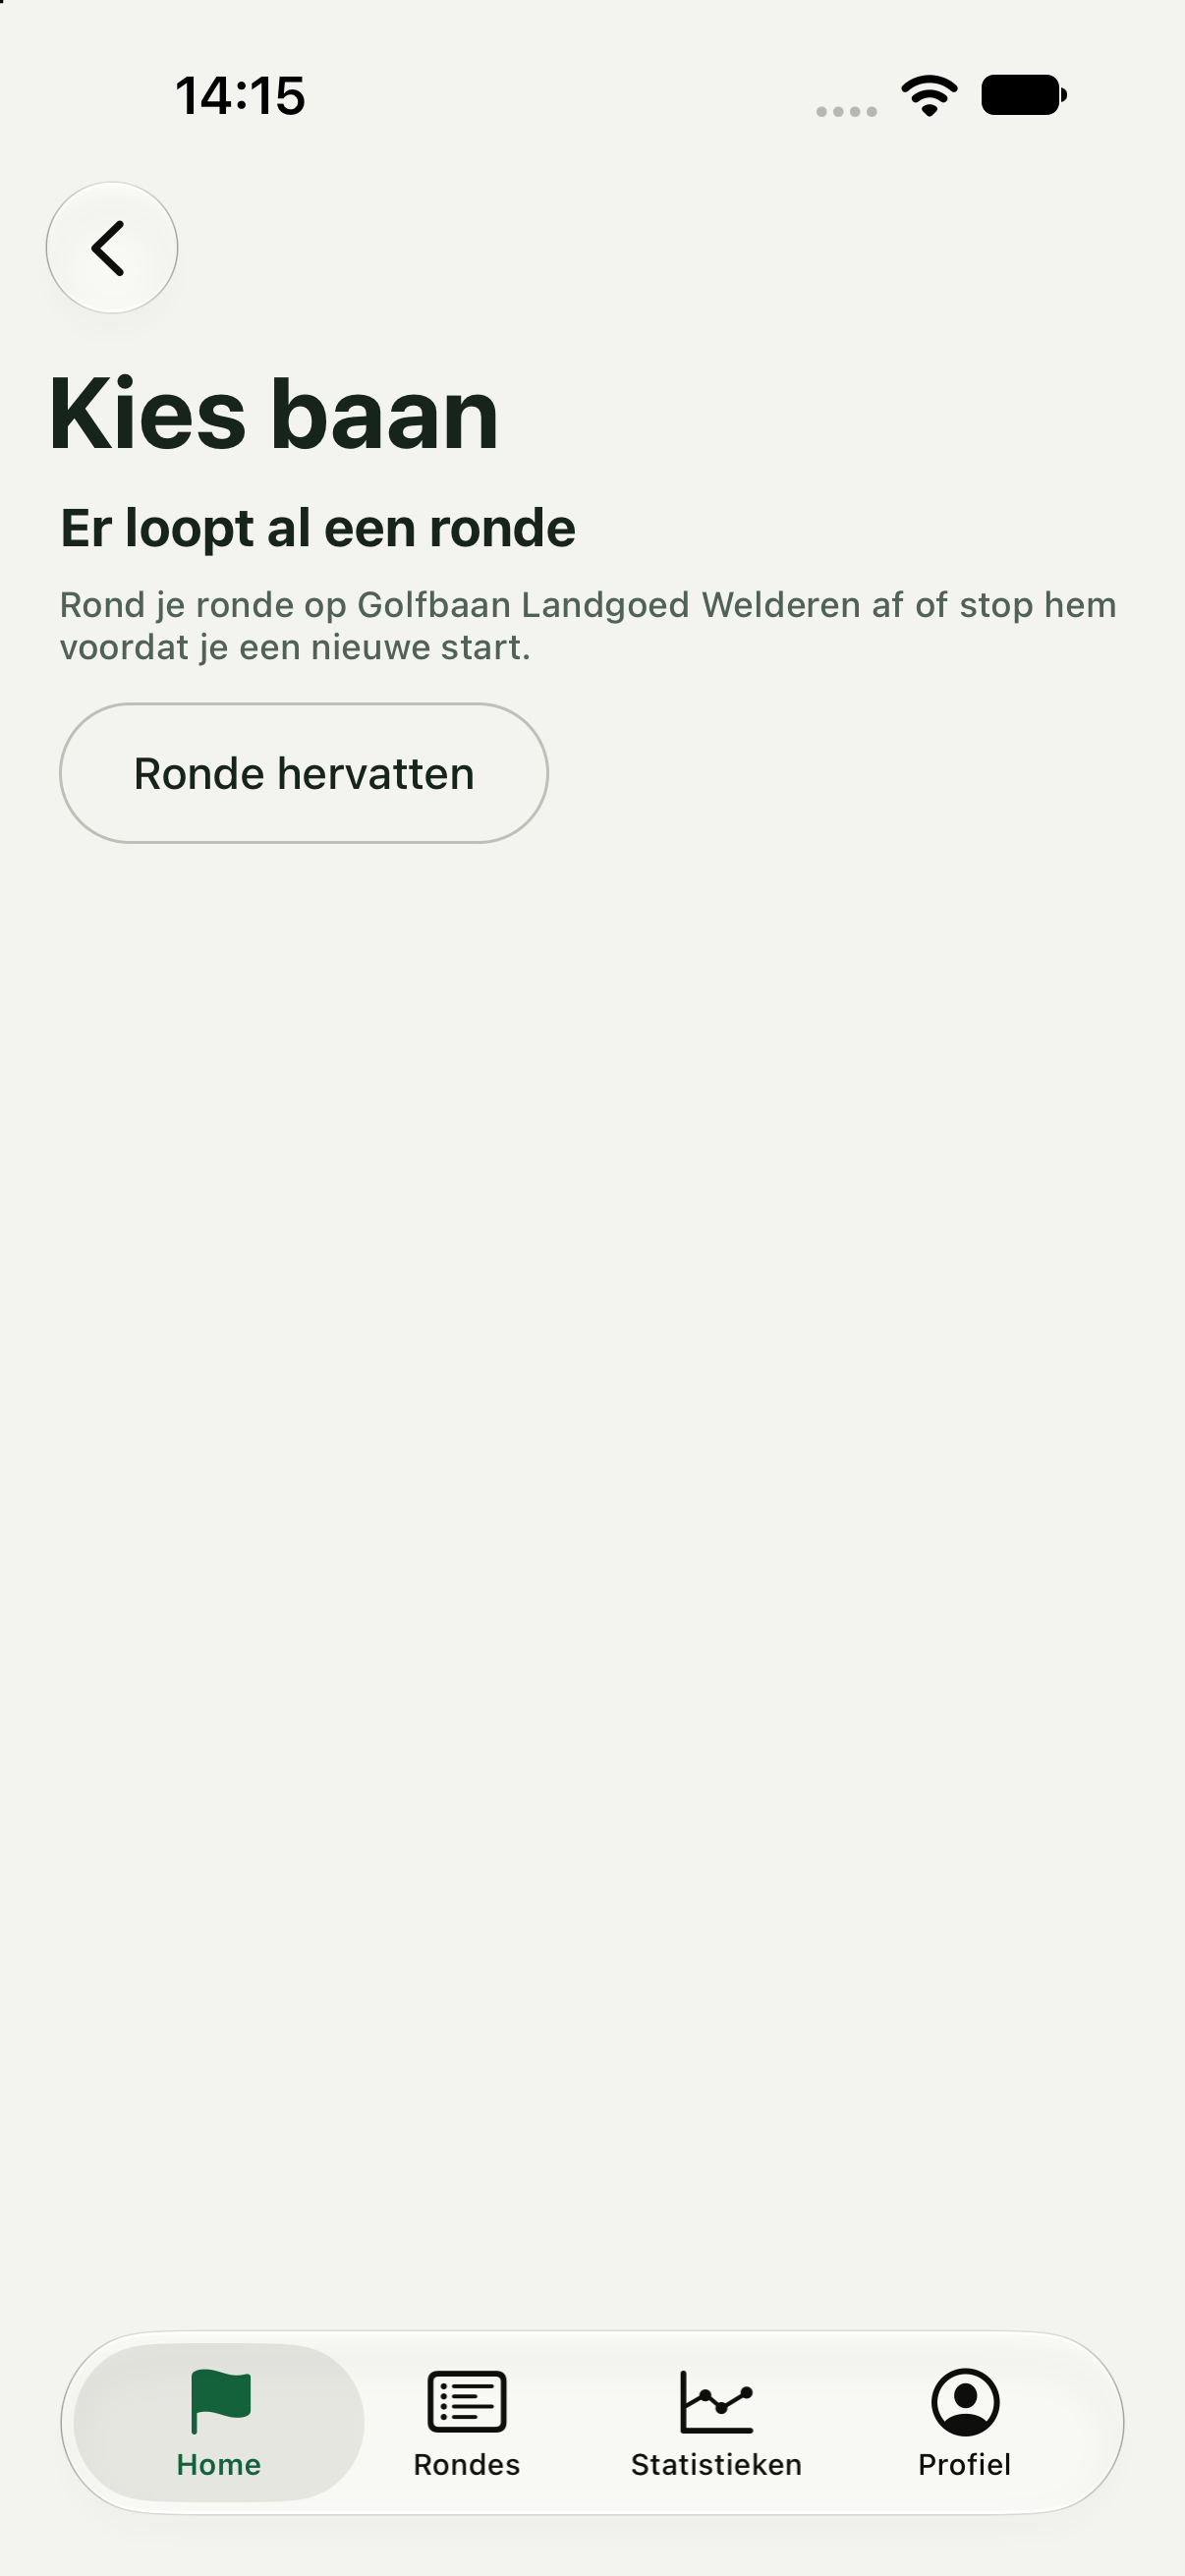 14:15
Kies baan
Er loopt al een ronde
Rond je ronde op Golfbaan Landgoed Welderen af of stop hem
voordat je een nieuwe start.
Ronde hervatten
Home
Rondes
Statistieken
Profiel